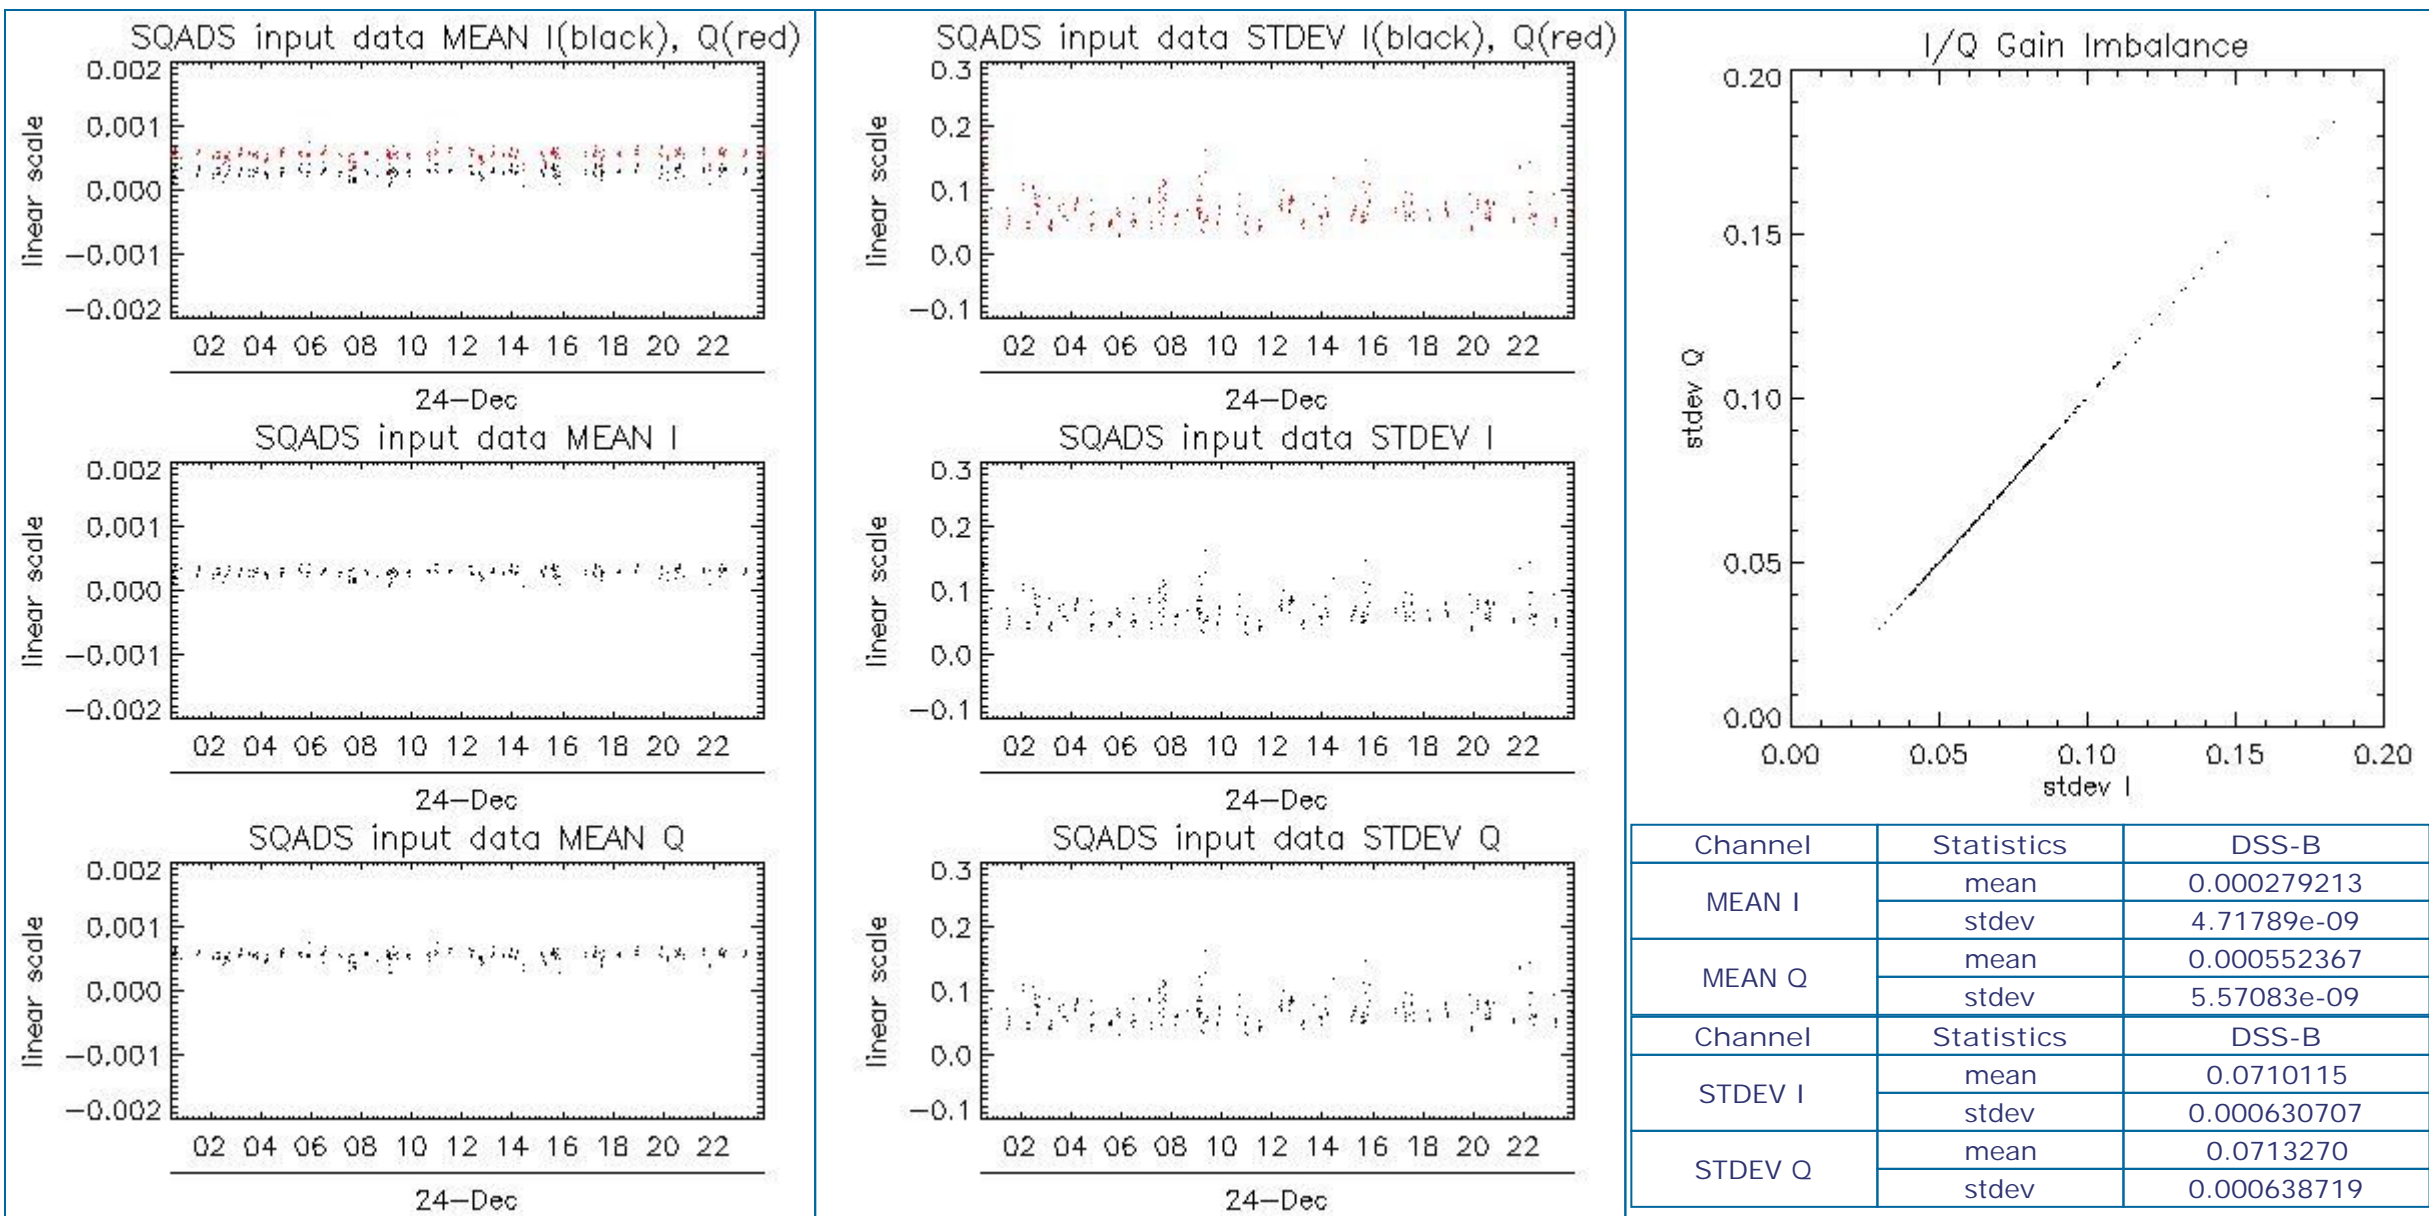 SQADS input data MEAN I(black), Q(red)
0.002
0.001
0.000
−0.001
−0.002
linear scale
02 04 06 08 10 12 14 16 18 20 22
24−Dec
SQADS input data MEAN I
0.002
0.001
0.000
−0.001
−0.002
linear scale
02 04 06 08 10 12 14 16 18 20 22
24−Dec
SQADS input data MEAN Q
0.002
0.001
0.000
−0.001
−0.002
linear scale
02 04 06 08 10 12 14 16 18 20 22
24−Dec
SQADS input data STDEV I(black), Q(red)
0.3
0.2
0.1
0.0
−0.1
linear scale
02 04 06 08 10 12 14 16 18 20 22
24−Dec
SQADS input data STDEV I
0.3
0.2
0.1
0.0
−0.1
linear scale
02 04 06 08 10 12 14 16 18 20 22
24−Dec
SQADS input data STDEV Q
0.3
0.2
0.1
0.0
−0.1
linear scale
02 04 06 08 10 12 14 16 18 20 22
24−Dec
I/Q Gain Imbalance
0.20
0.15
0.10
0.05
0.00
stdev Q
0.00 0.05 0.10 0.15 0.20
stdev I
Channel Statistics DSS-B
MEAN I mean 0.000279213
stdev 4.71789e-09
MEAN Q mean 0.000552367
stdev 5.57083e-09
Channel Statistics DSS-B
STDEV I mean 0.0710115
stdev 0.000630707
STDEV Q mean 0.0713270
stdev 0.000638719